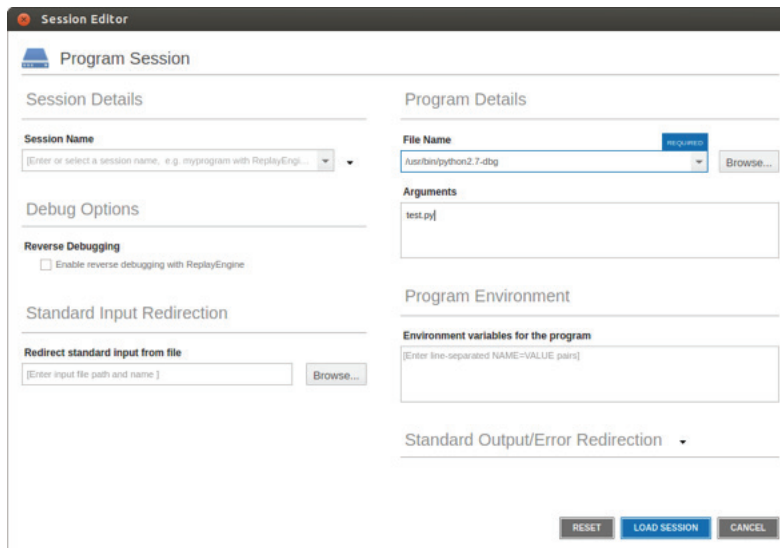 Session Editor
Program Session
Session Details
Session Name
[Enter or select a session name, e.g. myprogram with ReplayEngi...
Debug Options
Reverse Debugging
Enable reverse debugging with ReplayEngine
Standard Input Redirection
Redirect standard input from file
[Enter input file path and name ]
Browse...
Program Details
File Name
REQUIRED
/usr/bin/python2.7-dbg
Browse...
Arguments
test.py
Program Environment
Environment variables for the program
[Enter line-separated NAME=VALUE pairs]
Standard Output/Error Redirection
RESET
LOAD SESSION
CANCEL